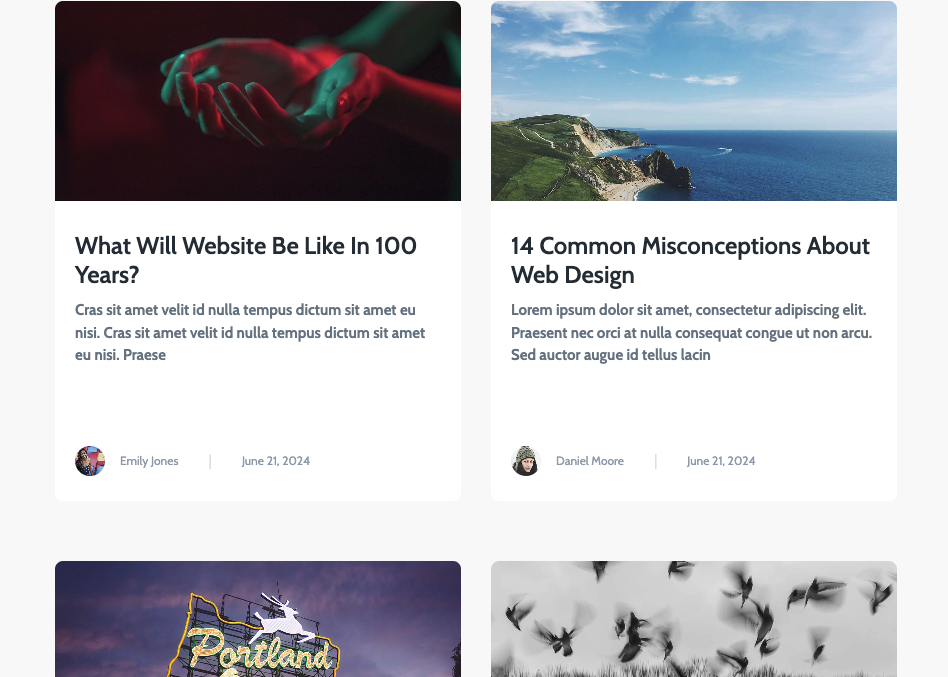 What Will Website Be Like In 100
Years?
Cras sit amet velit id nulla tempus dictum sit amet eu
nisi. Cras sit amet velit id nulla tempus dictum sit amet
eu nisi. Praese
Emily Jones | June 21, 2024
14 Common Misconceptions About
Web Design
Lorem ipsum dolor sit amet, consectetur adipiscing elit.
Praesent nec orci at nulla consequat congue ut non arcu.
Sed auctor augue id tellus lacin
Daniel Moore | June 21, 2024
Portland